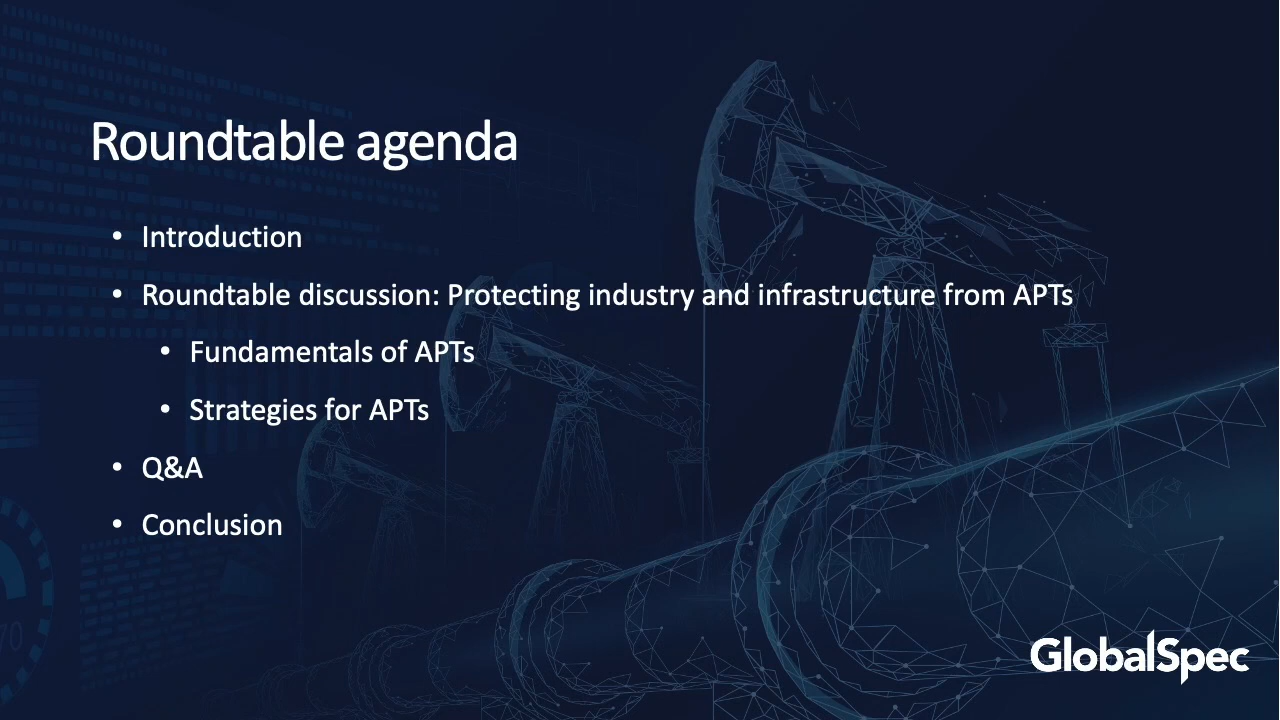 Roundtable agenda
• Introduction
• Roundtable discussion: Protecting industry and infrastructure from APTs
• Fundamentals of APTs
• Strategies for APTs
• Q&A
• Conclusion
70
GlobalSpec